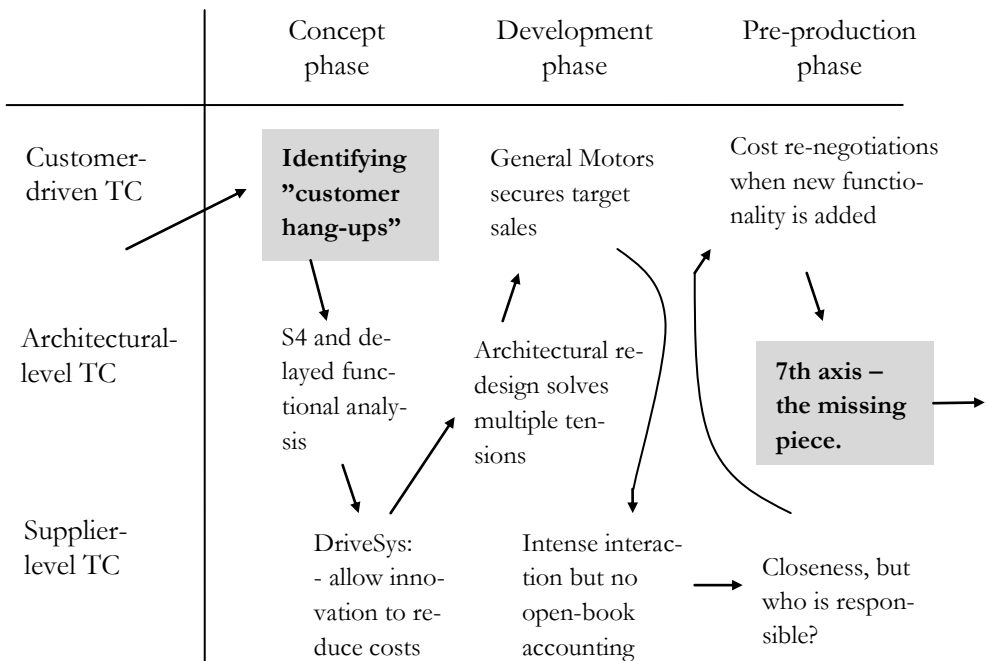 Concept
phase
Development
phase
Pre-production
phase
Customer-
driven TC
Identifying
”customer
hang-ups”
General Motors
secures target
sales
Cost re-negotiations
when new functio-
nality is added
Architectural-
level TC
S4 and de-
layed func-
tional analy-
sis
Architectural re-
design solves
multiple ten-
sions
7th axis –
the missing
piece.
Supplier-
level TC
DriveSys:
- allow inno-
vation to re-
duce costs
Intense interac-
tion but no
open-book
accounting
Closeness, but
who is respon-
sible?